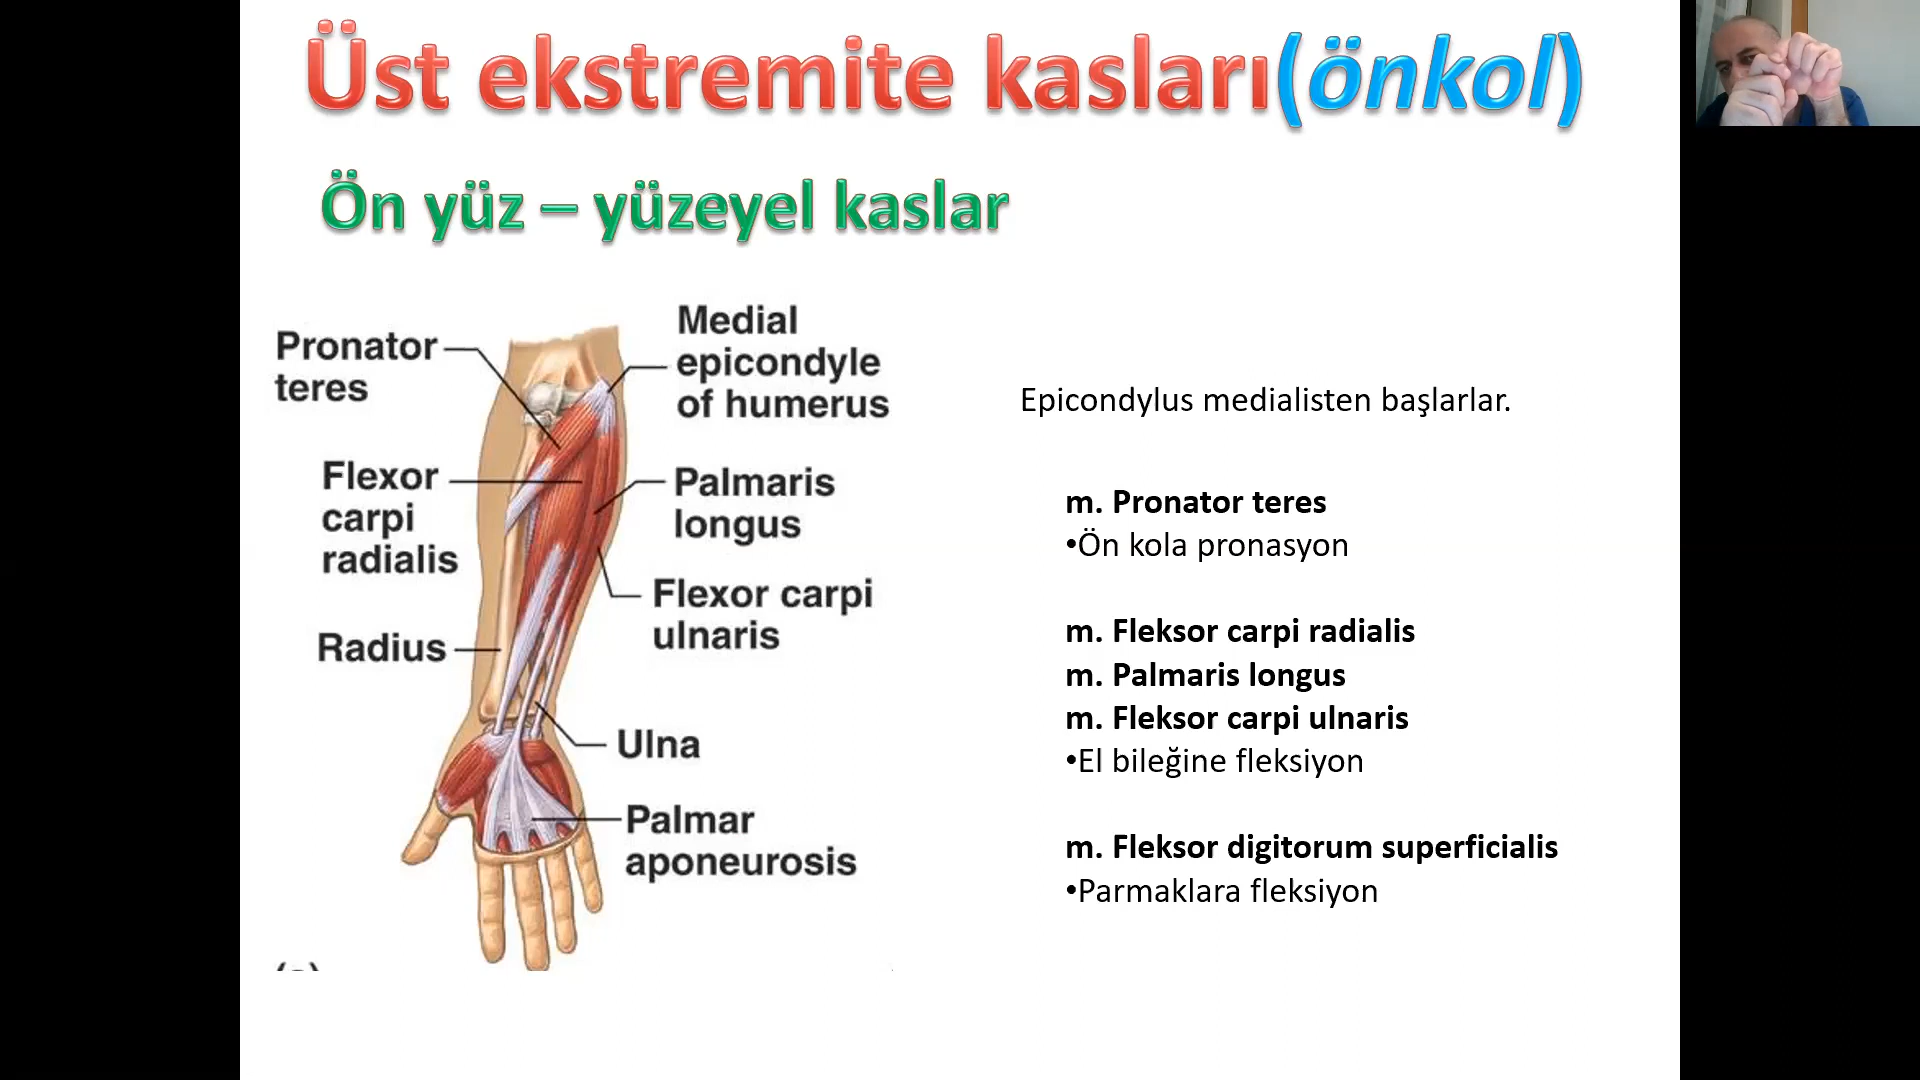 Üst ekstremite kasları(önkol)
Ön yüz – yüzeyel kaslar
Pronator
teres
Flexor
carpi
radialis
Radius
Medial
epicondyle
of humerus
Palmaris
longus
Flexor carpi
ulnaris
Ulna
Palmar
aponeurosis
Epicondylus medialisten başlarlar.
m. Pronator teres
•Ön kola pronasyon
m. Fleksor carpi radialis
m. Palmaris longus
m. Fleksor carpi ulnaris
•El bileğine fleksiyon
m. Fleksor digitorum superficialis
•Parmaklara fleksiyon